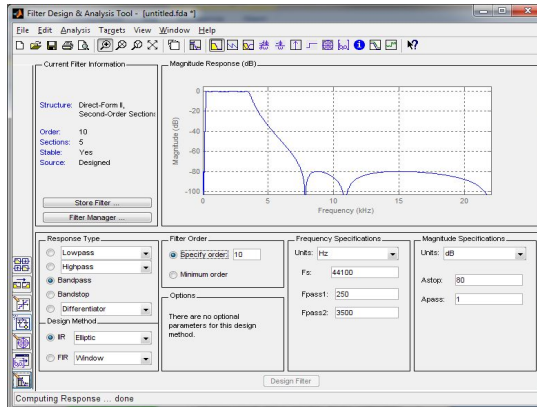 Filter Design & Analysis Tool - [untitled.fda *]
File Edit Analysis Targets View Window Help
Current Filter Information
Structure: Direct-Form II,
Second-Order Sections
Order: 10
Sections: 5
Stable: Yes
Source: Designed
Store Filter ...
Filter Manager ...
Magnitude Response (dB)
Magnitude (dB)
0
-20
-40
-60
-80
-100
0 5 10 15 20
Frequency (kHz)
Response Type
Lowpass
Highpass
Bandpass
Bandstop
Differentiator
Design Method
IIR Elliptic
FIR Window
Filter Order
Specify order: 10
Minimum order
Options
There are no optional
parameters for this design
method.
Frequency Specifications
Units: Hz
Fs: 44100
Fpass1: 250
Fpass2: 3500
Magnitude Specifications
Units: dB
Astop: 80
Apass: 1
Design Filter
Computing Response ... done